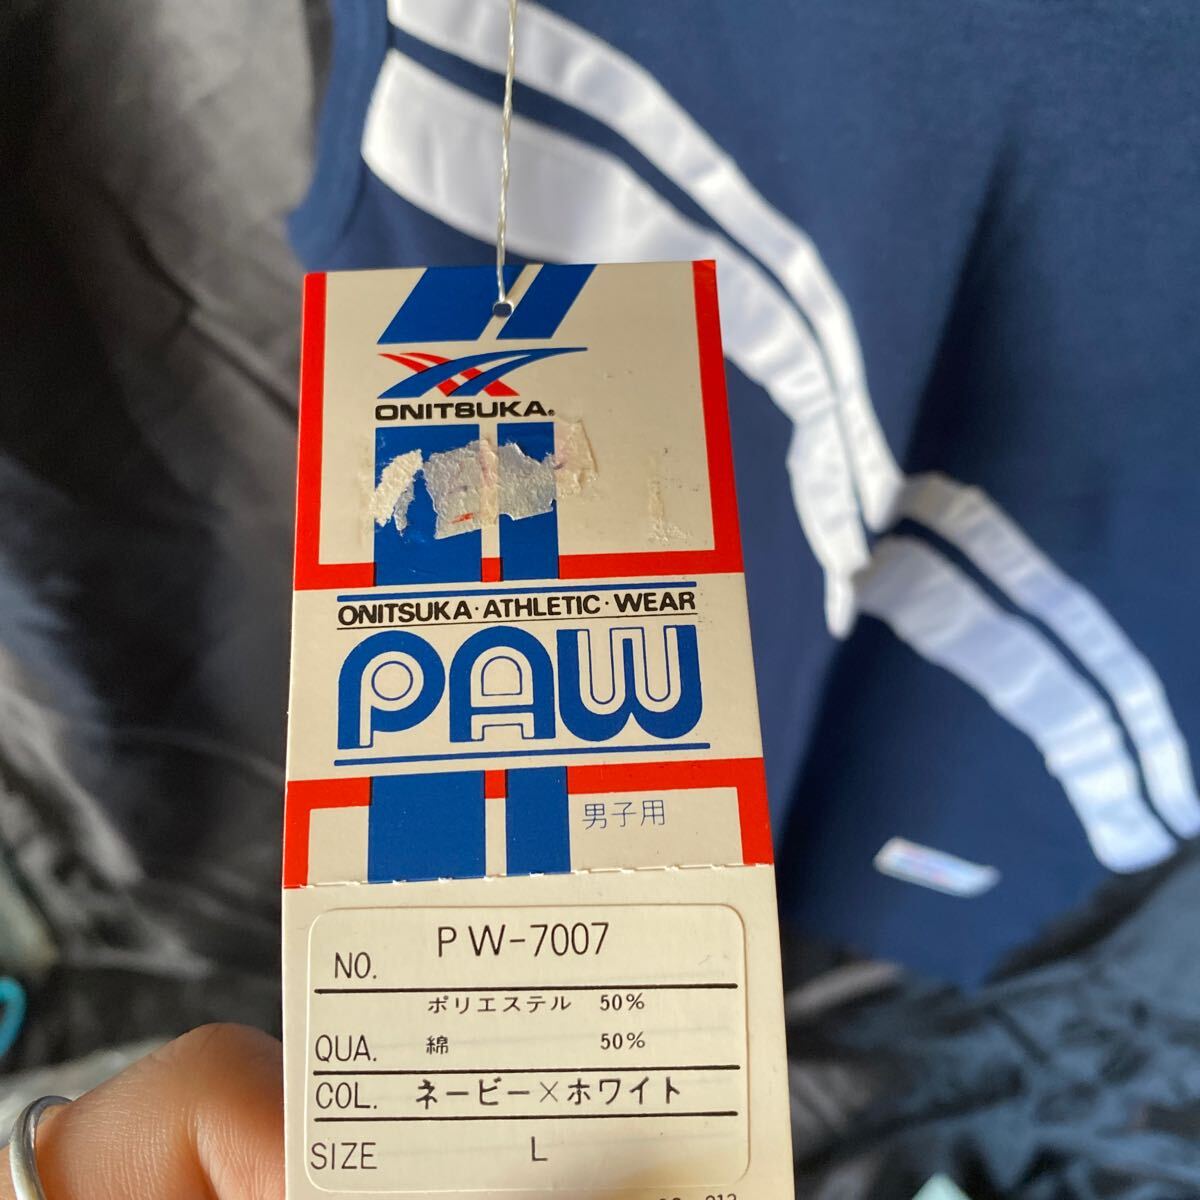 ONITSUKA®
ONITSUKA·ATHLETIC·WEAR
PAW
男子用
NO. PW-7007
ポリエステル 50%
QUA. 綿 50%
COL. ネービー×ホワイト
SIZE L